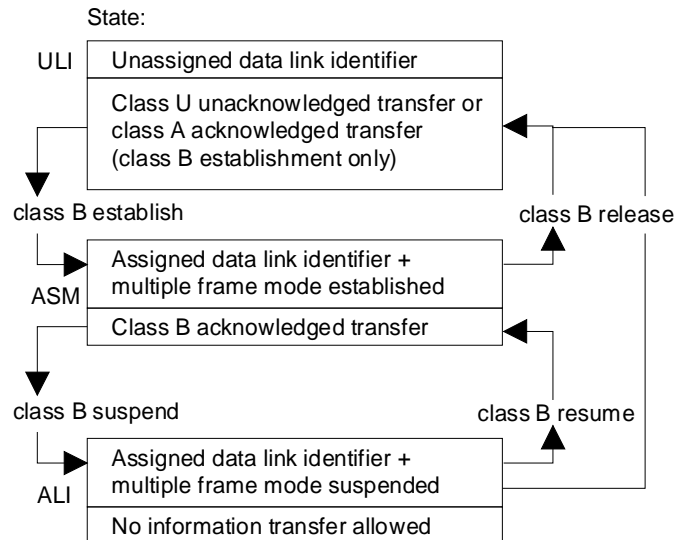 State:
ULI
Unassigned data link identifier
Class U unacknowledged transfer or
class A acknowledged transfer
(class B establishment only)
class B establish
class B release
Assigned data link identifier +
multiple frame mode established
ASM
Class B acknowledged transfer
class B suspend
class B resume
Assigned data link identifier +
multiple frame mode suspended
ALI
No information transfer allowed